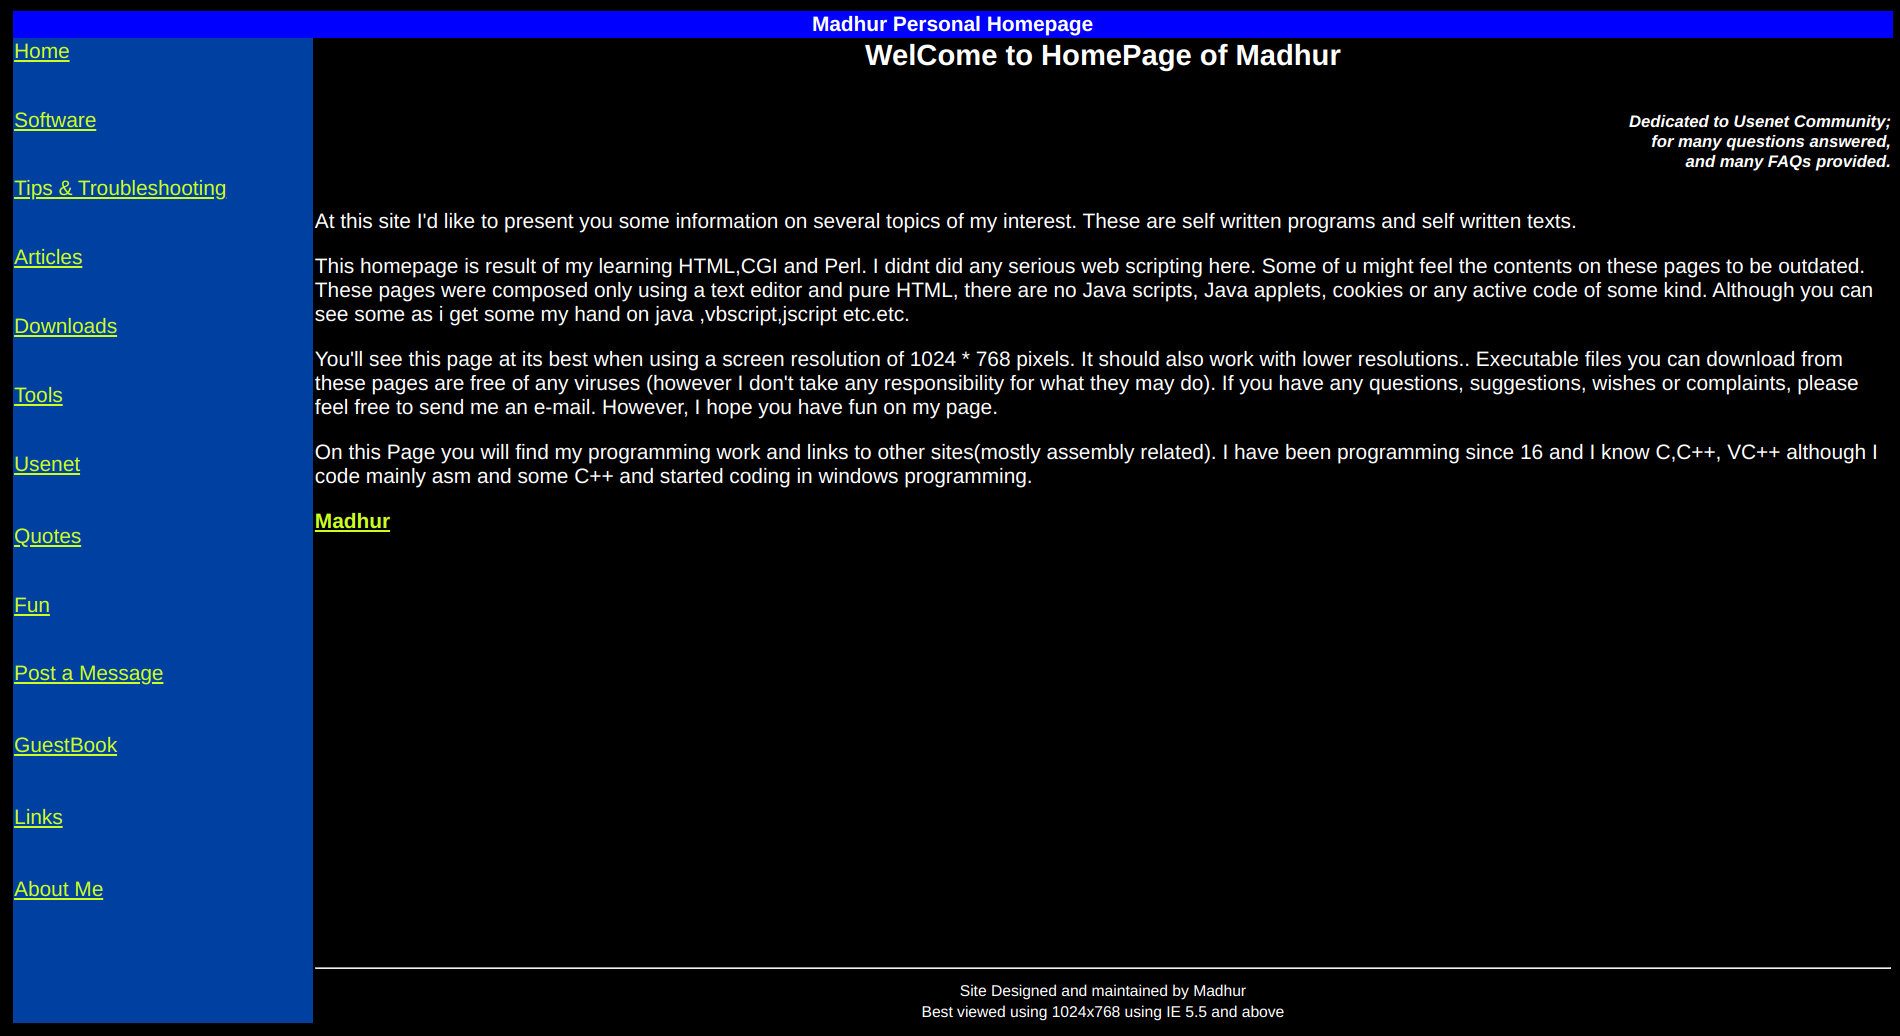 Madhur Personal Homepage
Home
Software
Tips & Troubleshooting
Articles
Downloads
Tools
Usenet
Quotes
Fun
Post a Message
GuestBook
Links
About Me
WelCome to HomePage of Madhur
Dedicated to Usenet Community;
for many questions answered,
and many FAQs provided.
At this site I'd like to present you some information on several topics of my interest. These are self written programs and self written texts.
This homepage is result of my learning HTML,CGI and Perl. I didnt did any serious web scripting here. Some of u might feel the contents on these pages to be outdated.
These pages were composed only using a text editor and pure HTML, there are no Java scripts, Java applets, cookies or any active code of some kind. Although you can
see some as i get some my hand on java ,vbscript,jscript etc.etc.
You'll see this page at its best when using a screen resolution of 1024 * 768 pixels. It should also work with lower resolutions.. Executable files you can download from
these pages are free of any viruses (however I don't take any responsibility for what they may do). If you have any questions, suggestions, wishes or complaints, please
feel free to send me an e-mail. However, I hope you have fun on my page.
On this Page you will find my programming work and links to other sites(mostly assembly related). I have been programming since 16 and I know C,C++, VC++ although I
code mainly asm and some C++ and started coding in windows programming.
Madhur
Site Designed and maintained by Madhur
Best viewed using 1024x768 using IE 5.5 and above